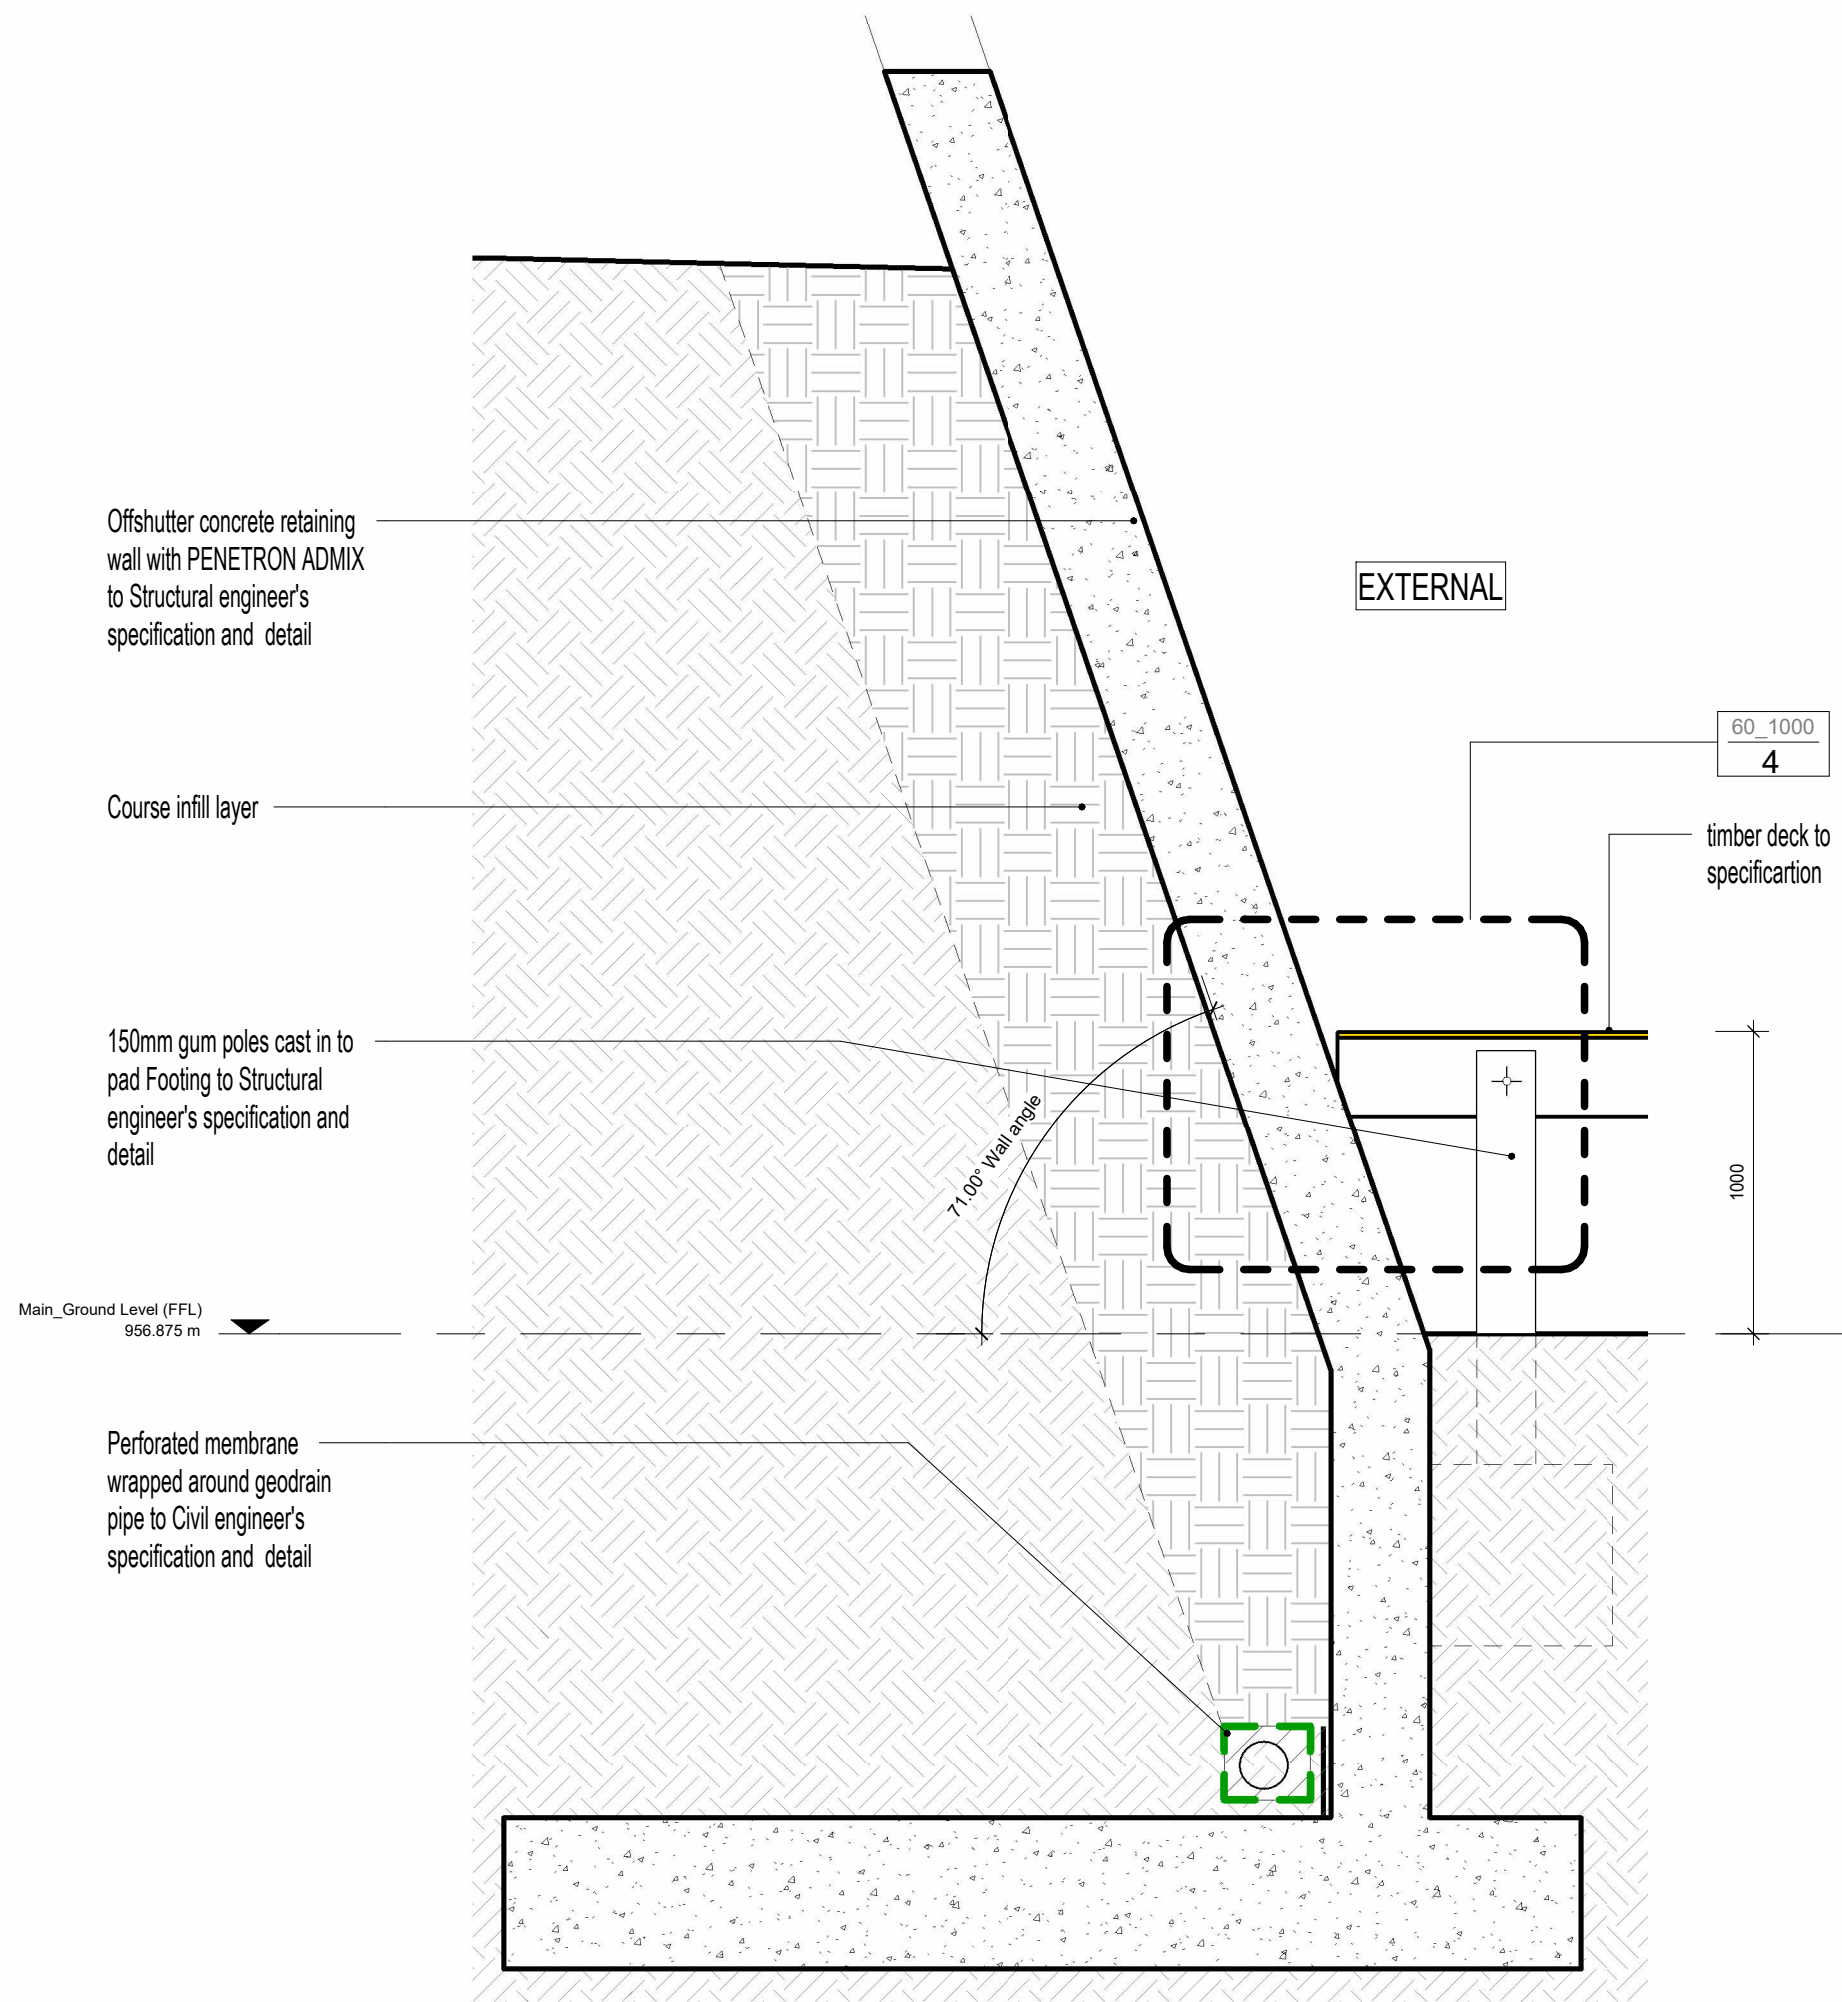 Offshutter concrete retaining
wall with PENETRON ADMIX
to Structural engineer's
specification and  detail
EXTERNAL
60_1000
4
Course infill layer
timber deck to
specificartion
150mm gum poles cast in to
pad Footing to Structural
engineer's specification and
detail
71.00° Wall angle
1000
Main_Ground Level (FFL)
956.875 m
Perforated membrane
wrapped around geodrain
pipe to Civil engineer's
specification and  detail